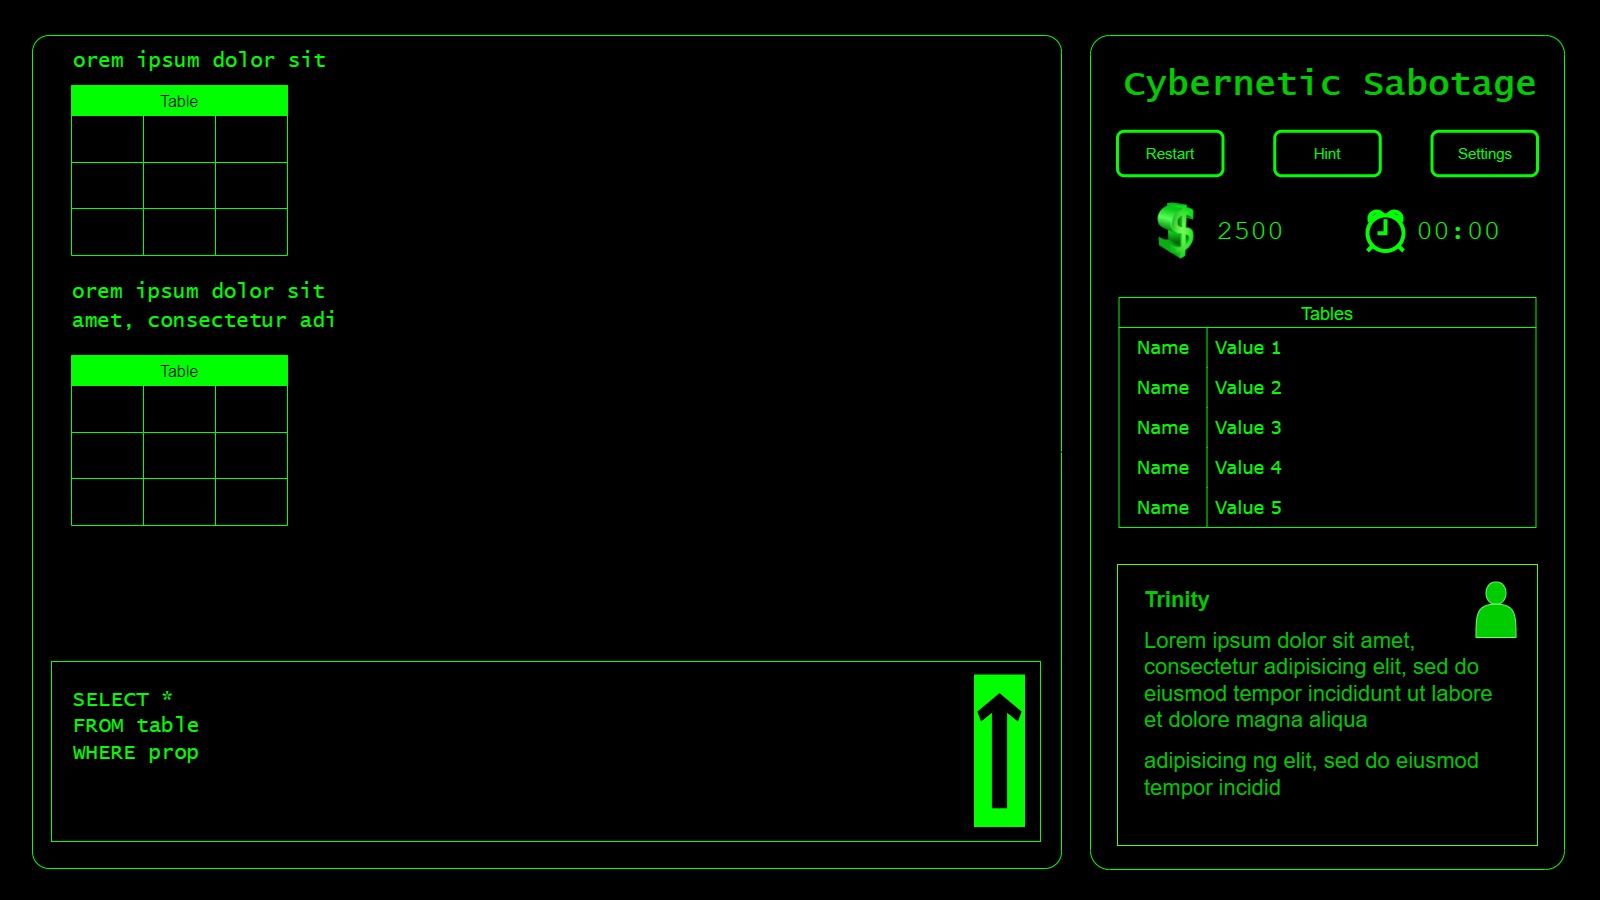 orem ipsum dolor sit
Table
orem ipsum dolor sit
amet, consectetur adi
Table
SELECT *
FROM table
WHERE prop
Cybernetic Sabotage
Restart
Hint
Settings
$ 2500
00:00
Tables
Name Value 1
Name Value 2
Name Value 3
Name Value 4
Name Value 5
Trinity
Lorem ipsum dolor sit amet,
consectetur adipisicing elit, sed do
eiusmod tempor incididunt ut labore
et dolore magna aliqua
adipisicing ng elit, sed do eiusmod
tempor incidid